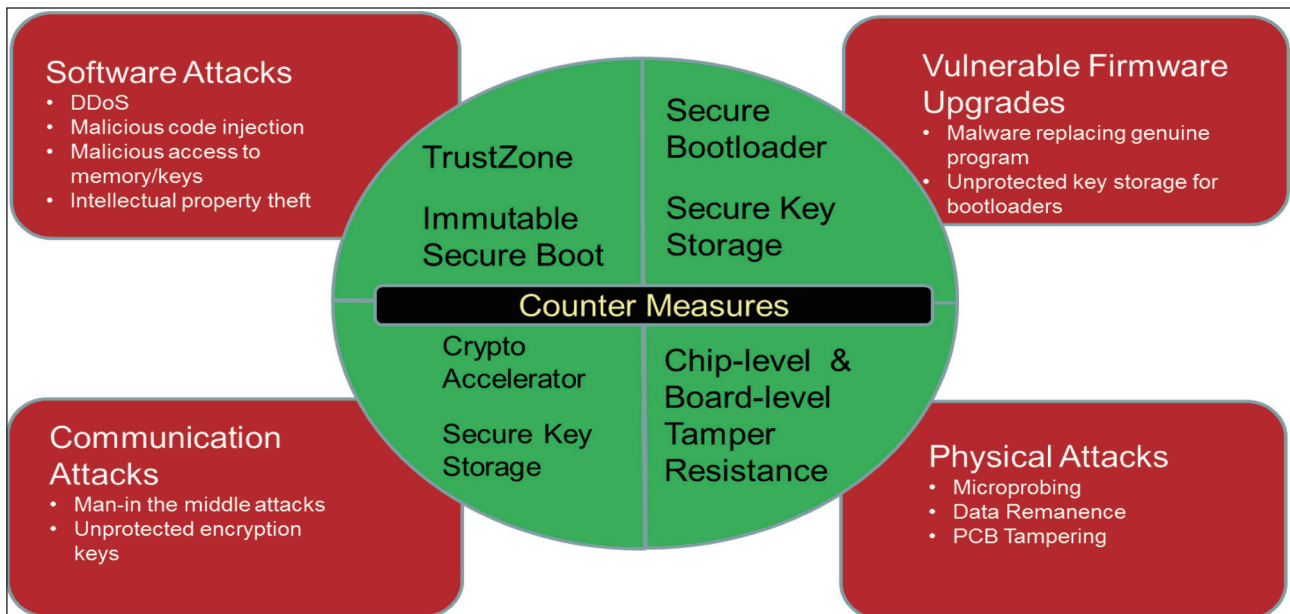 Software Attacks
• DDoS
• Malicious code injection
• Malicious access to
memory/keys
• Intellectual property theft
Vulnerable Firmware
Upgrades
• Malware replacing genuine
program
• Unprotected key storage for
bootloaders
TrustZone
Immutable
Secure Boot
Secure
Bootloader
Secure Key
Storage
Counter Measures
Crypto
Accelerator
Secure Key
Storage
Chip-level &
Board-level
Tamper
Resistance
Communication
Attacks
• Man-in the middle attacks
• Unprotected encryption
keys
Physical Attacks
• Microprobing
• Data Remanence
• PCB Tampering